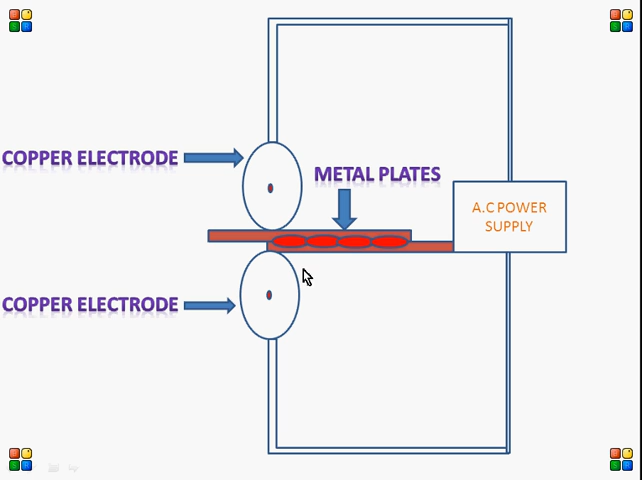 COPPER ELECTRODE
METAL PLATES
A.C POWER
SUPPLY
COPPER ELECTRODE